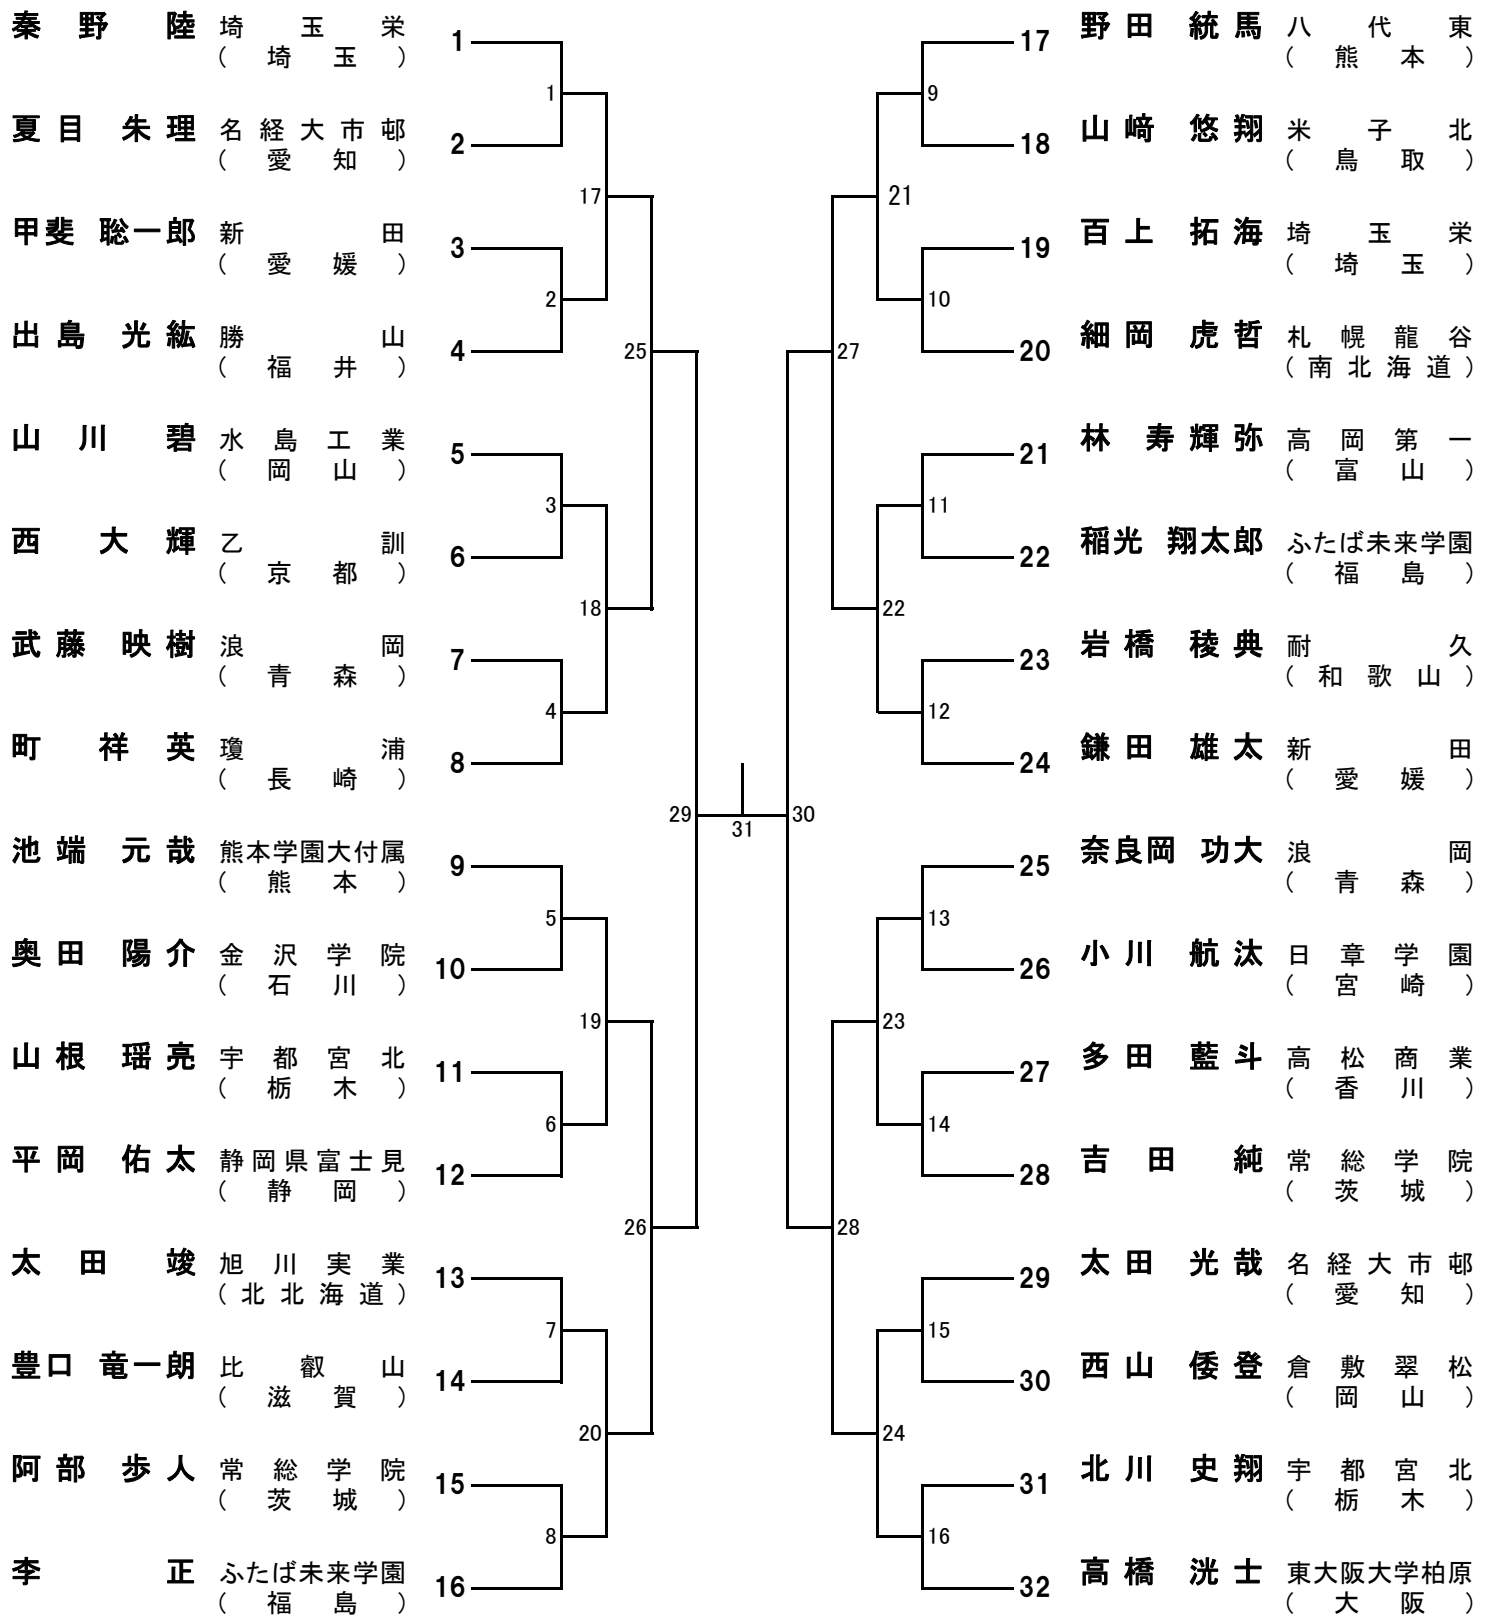 秦野 陸 埼玉栄 1
(埼玉)
1
夏目 朱理 名経大市邨 2
(愛知)
17
甲斐 聡一郎 新田 3
(愛媛)
2
出島 光紘 勝山 4
(福井)
25
山川 碧 水島工業 5
(岡山)
3
西 大輝 乙訓 6
(京都)
18
武藤 映樹 浪岡 7
(青森)
4
町 祥英 瓊浦 8
(長崎)
29
池端 元哉 熊本学園大付属 9
(熊本)
5
奥田 陽介 金沢学院 10
(石川)
19
山根 瑶亮 宇都宮北 11
(栃木)
6
平岡 佑太 静岡県富士見 12
(静岡)
26
太田 竣 旭川実業 13
(北北海道)
7
豊口 竜一朗 比叡山 14
(滋賀)
20
阿部 歩人 常総学院 15
(茨城)
8
李 正 ふたば未来学園 16
(福島)
31
17 野田 統馬 八代東
(熊本)
9
18 山﨑 悠翔 米子北
(鳥取)
21
19 百上 拓海 埼玉栄
(埼玉)
10
20 細岡 虎哲 札幌龍谷
(南北海道)
27
21 林 寿輝弥 高岡第一
(富山)
11
22 稲光 翔太郎 ふたば未来学園
(福島)
22
23 岩橋 稜典 耐久
(和歌山)
12
24 鎌田 雄太 新田
(愛媛)
30
25 奈良岡 功大 浪岡
(青森)
13
26 小川 航汰 日章学園
(宮崎)
23
27 多田 藍斗 高松商業
(香川)
14
28 吉田 純 常総学院
(茨城)
28
29 太田 光哉 名経大市邨
(愛知)
15
30 西山 倭登 倉敷翠松
(岡山)
24
31 北川 史翔 宇都宮北
(栃木)
16
32 高橋 洸士 東大阪大学柏原
(大阪)